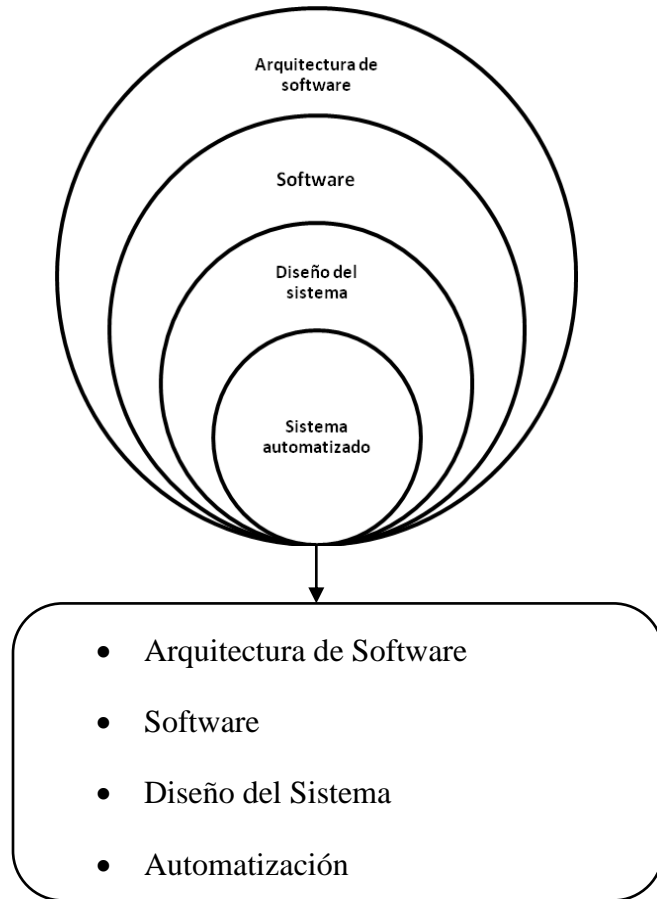 Arquitectura de
software
Software
Diseño del
sistema
Sistema
automatizado
• Arquitectura de Software
• Software
• Diseño del Sistema
• Automatización